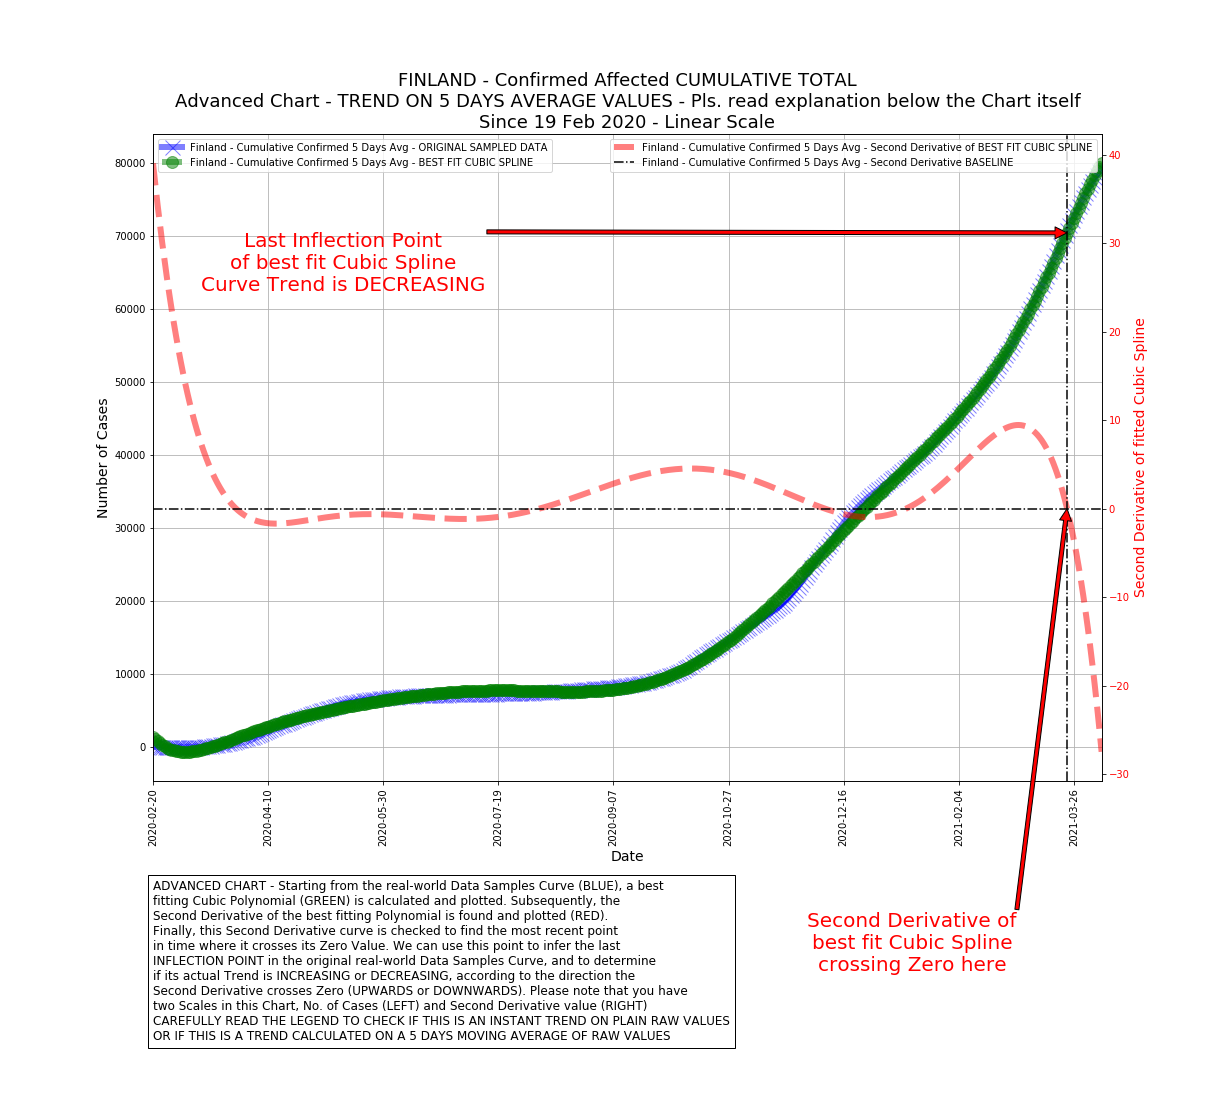 FINLAND - Confirmed Affected CUMULATIVE TOTAL
Advanced Chart - TREND ON 5 DAYS AVERAGE VALUES - Pls. read explanation below the Chart itself
Since 19 Feb 2020 - Linear Scale
Finland - Cumulative Confirmed 5 Days Avg - ORIGINAL SAMPLED DATA
Finland - Cumulative Confirmed 5 Days Avg - BEST FIT CUBIC SPLINE
Finland - Cumulative Confirmed 5 Days Avg - Second Derivative of BEST FIT CUBIC SPLINE
Finland - Cumulative Confirmed 5 Days Avg - Second Derivative BASELINE
Last Inflection Point
of best fit Cubic Spline
Curve Trend is DECREASING
Number of Cases
80000
70000
60000
50000
40000
30000
20000
10000
0
40
30
20
10
0
−10
−20
−30
Second Derivative of fitted Cubic Spline
2020-02-20
2020-04-10
2020-05-30
2020-07-19
2020-09-07
2020-10-27
2020-12-16
2021-02-04
2021-03-26
Date
ADVANCED CHART - Starting from the real-world Data Samples Curve (BLUE), a best
fitting Cubic Polynomial (GREEN) is calculated and plotted. Subsequently, the
Second Derivative of the best fitting Polynomial is found and plotted (RED).
Finally, this Second Derivative curve is checked to find the most recent point
in time where it crosses its Zero Value. We can use this point to infer the last
INFLECTION POINT in the original real-world Data Samples Curve, and to determine
if its actual Trend is INCREASING or DECREASING, according to the direction the
Second Derivative crosses Zero (UPWARDS or DOWNWARDS). Please note that you have
two Scales in this Chart, No. of Cases (LEFT) and Second Derivative value (RIGHT)
CAREFULLY READ THE LEGEND TO CHECK IF THIS IS AN INSTANT TREND ON PLAIN RAW VALUES
OR IF THIS IS A TREND CALCULATED ON A 5 DAYS MOVING AVERAGE OF RAW VALUES
Second Derivative of
best fit Cubic Spline
crossing Zero here